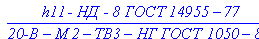 h11 - НД - 8 ГОСТ 14955 – 77
20-В – М 2 – ТВ3 – НГ ГОСТ 1050 – 8